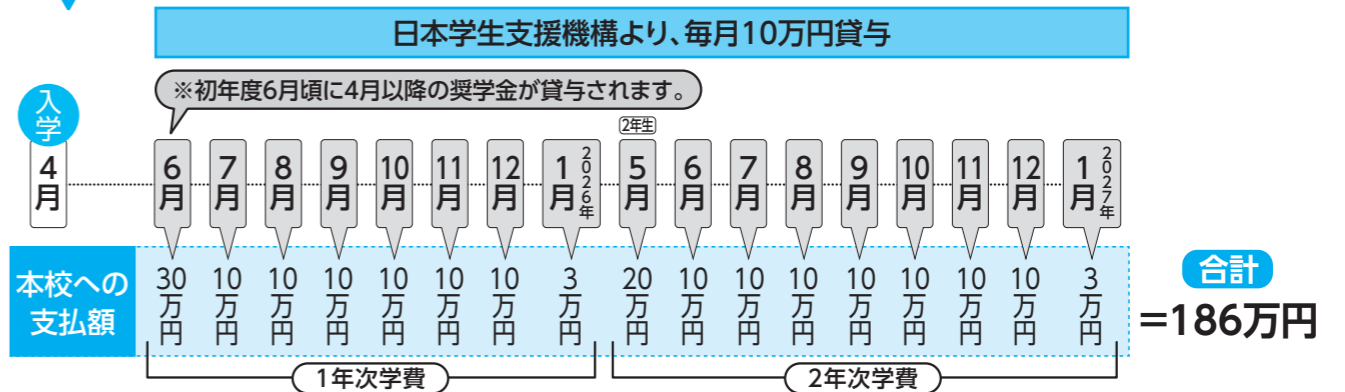 日本学生支援機構より、毎月10万円貸与
※初年度6月頃に4月以降の奨学金が貸与されます。
入学
2年生
4月 6月 7月 8月 9月 10月 11月 12月 1月 2026年 5月 6月 7月 8月 9月 10月 11月 12月 1月 2027年
本校への
支払額
30万円 10万円 10万円 10万円 10万円 10万円 10万円 3万円 20万円 10万円 10万円 10万円 10万円 10万円 10万円 10万円 3万円
合計
=186万円
1年次学費 2年次学費